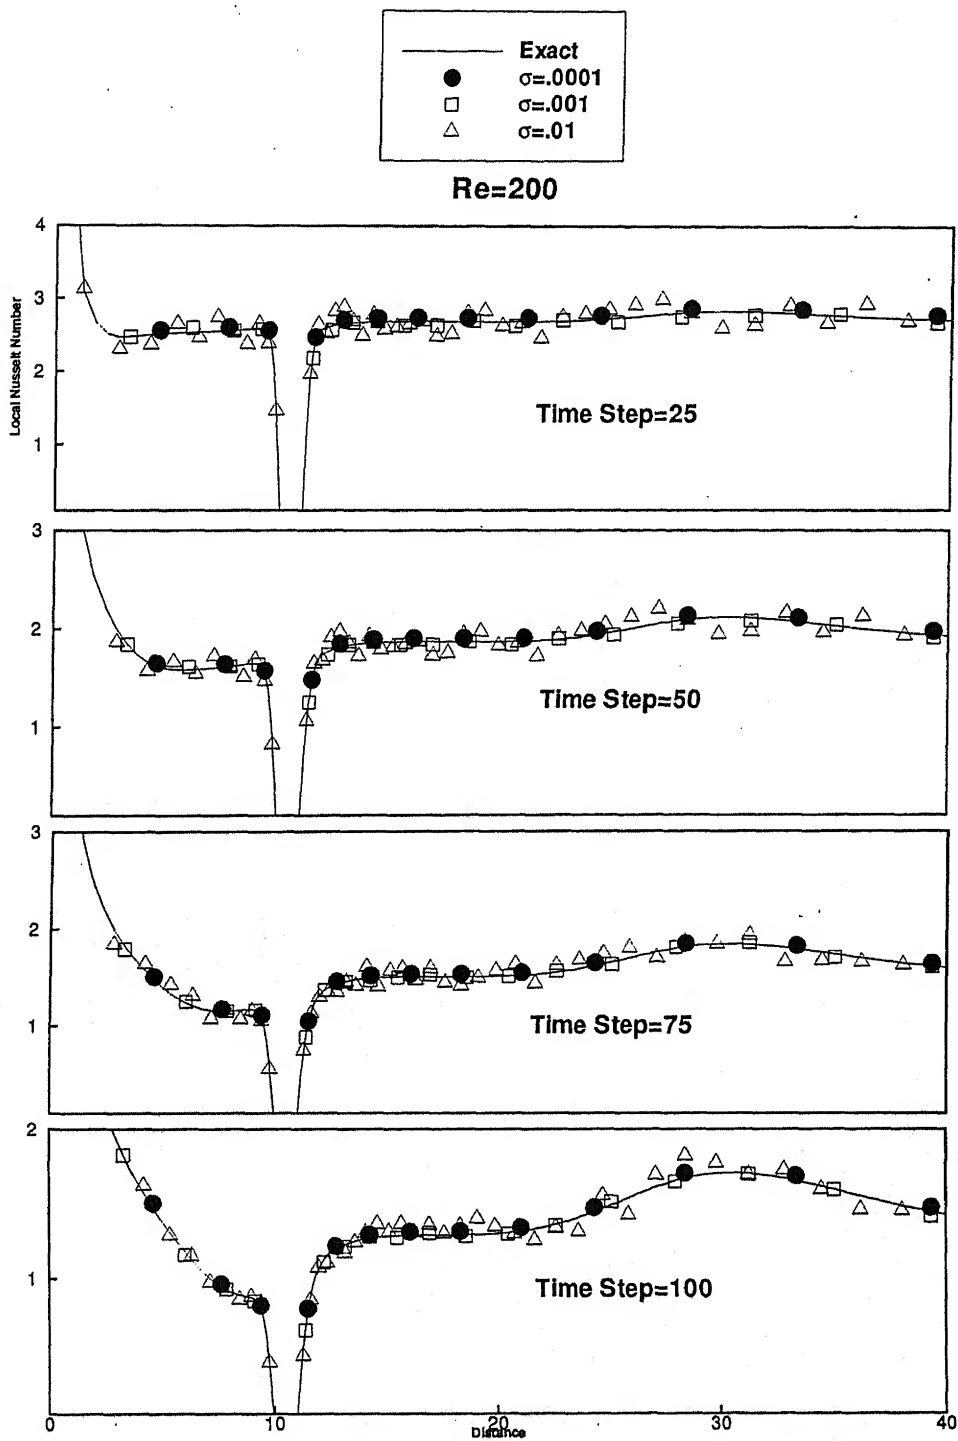 Exact
σ=.0001
σ=.001
σ=.01
Re=200
4
3
2
1
Local Nusselt Number
Time Step=25
3
2
1
Time Step=50
3
2
1
Time Step=75
2
1
Time Step=100
0
10
20
30
40
Distance